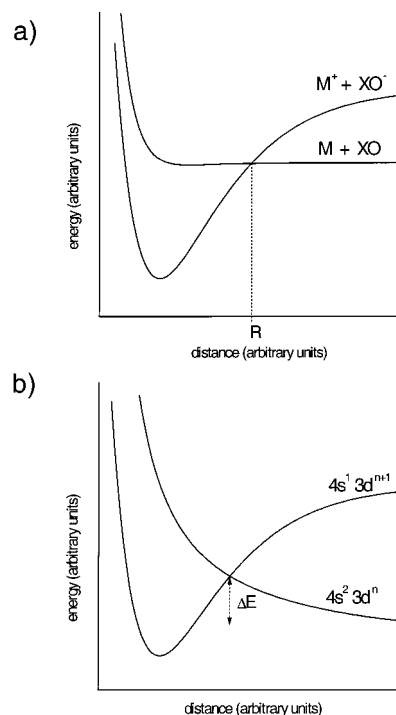 a)
M⁺ + XO⁻
M + XO
energy (arbitrary units)
R
distance (arbitrary units)
b)
4s¹ 3dⁿ⁺¹
ΔE
4s² 3dⁿ
energy (arbitrary units)
distance (arbitrary units)